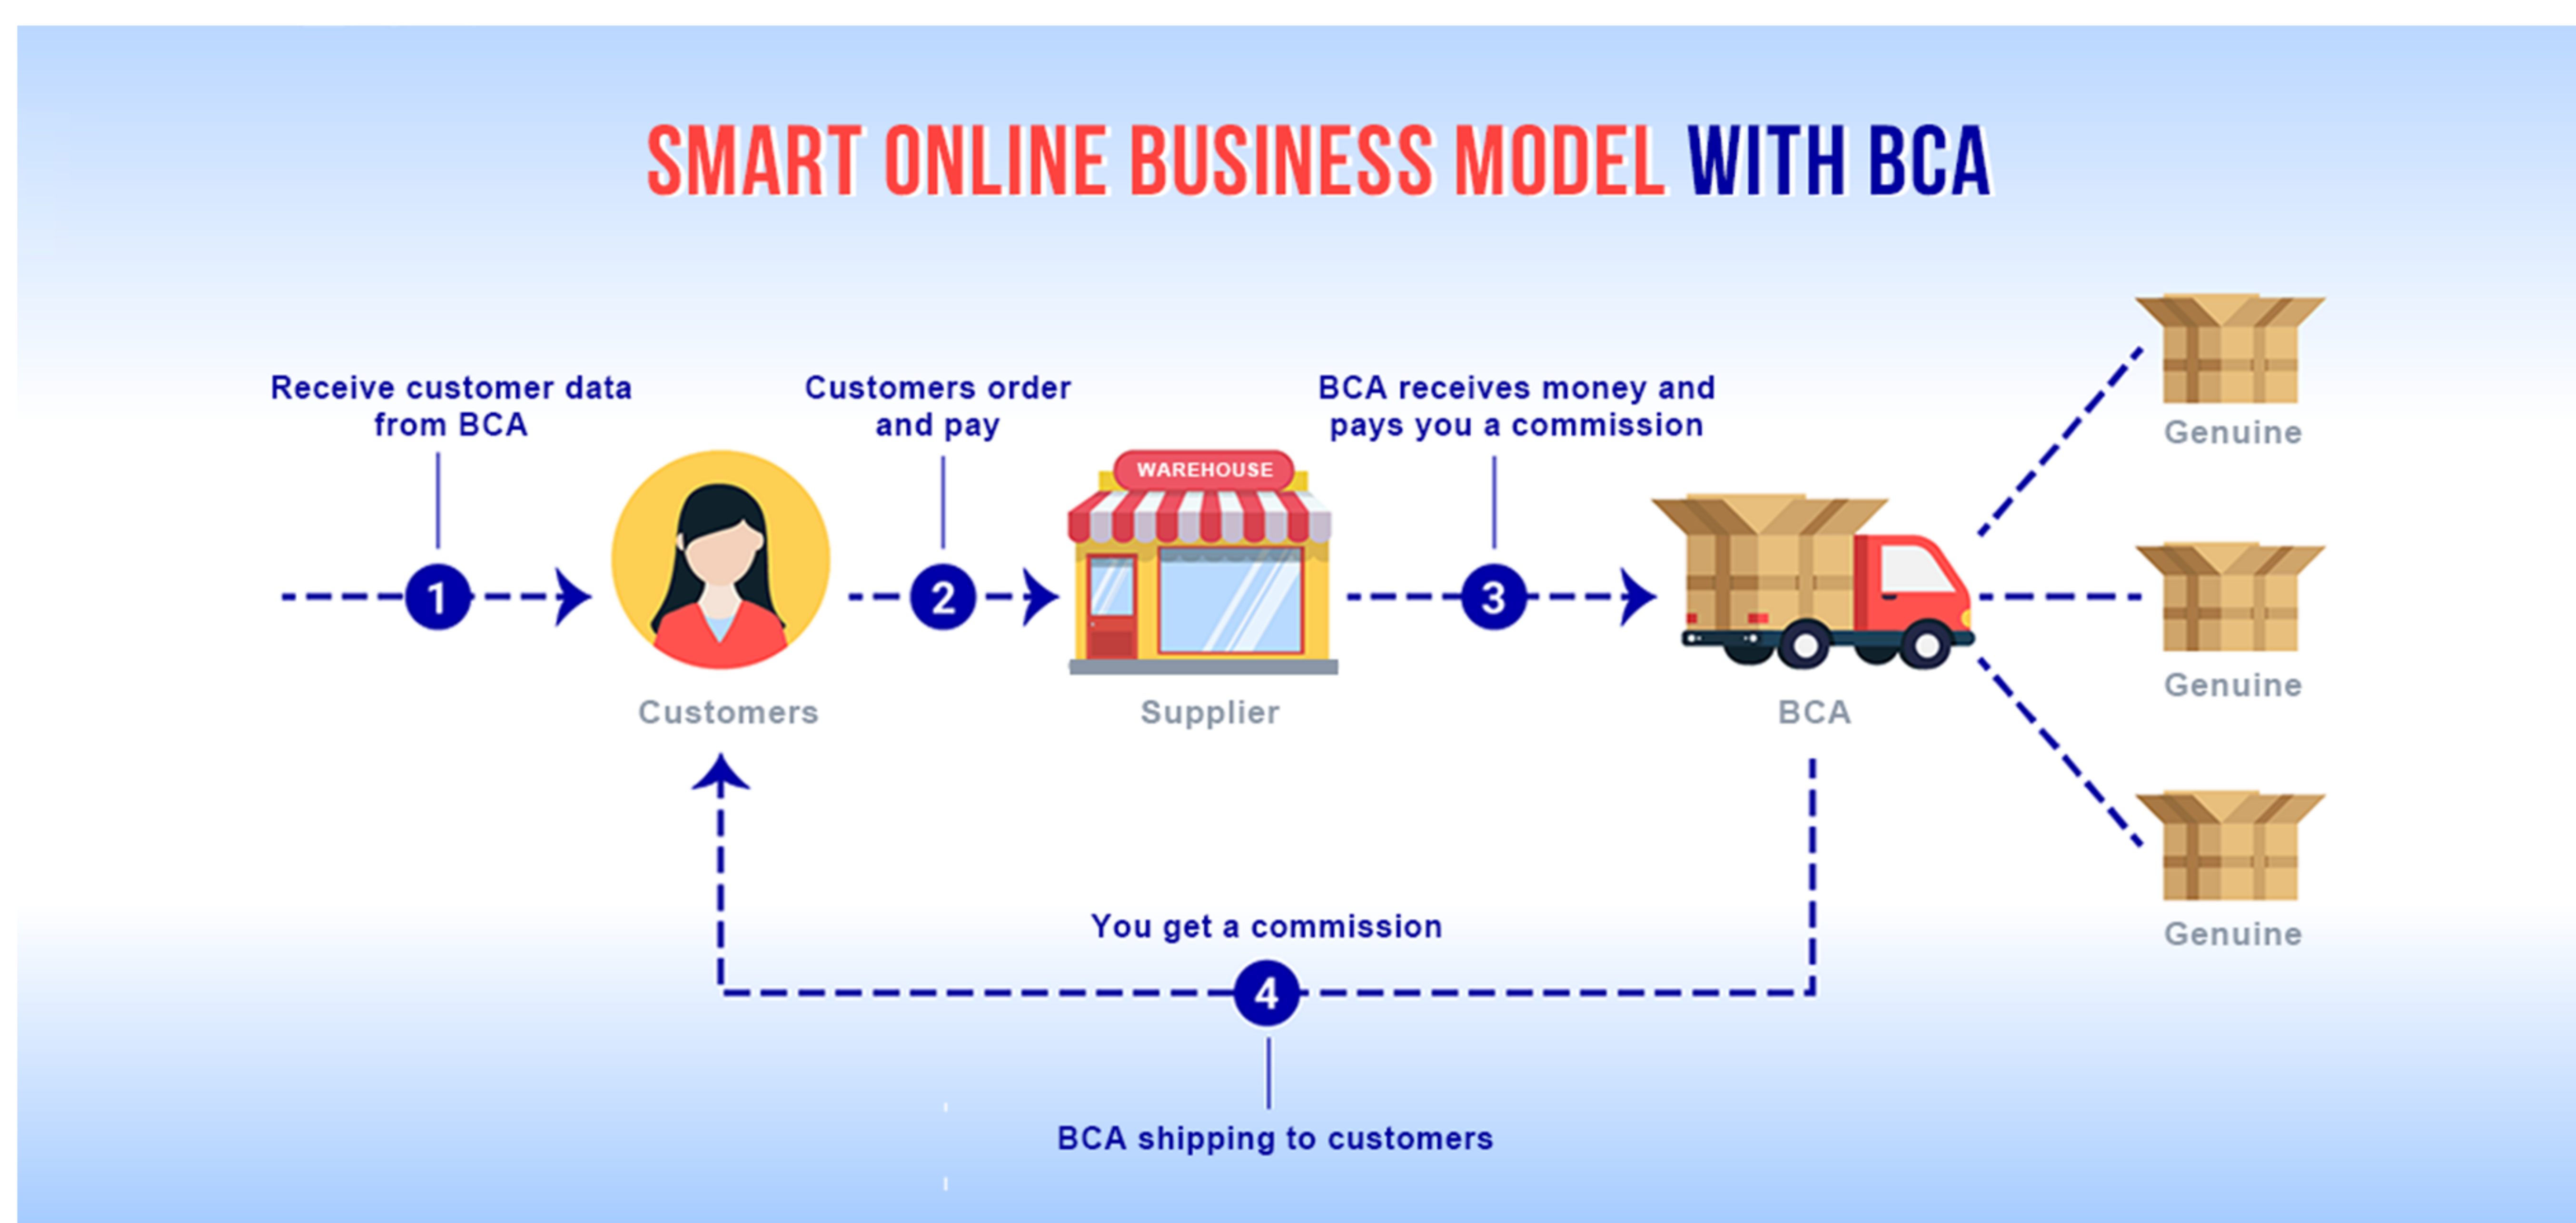 SMART ONLINE BUSINESS MODEL WITH BCA
Receive customer data
from BCA
Customers order
and pay
BCA receives money and
pays you a commission
WAREHOUSE
1
2
3
Customers
Supplier
BCA
Genuine
Genuine
Genuine
You get a commission
4
BCA shipping to customers